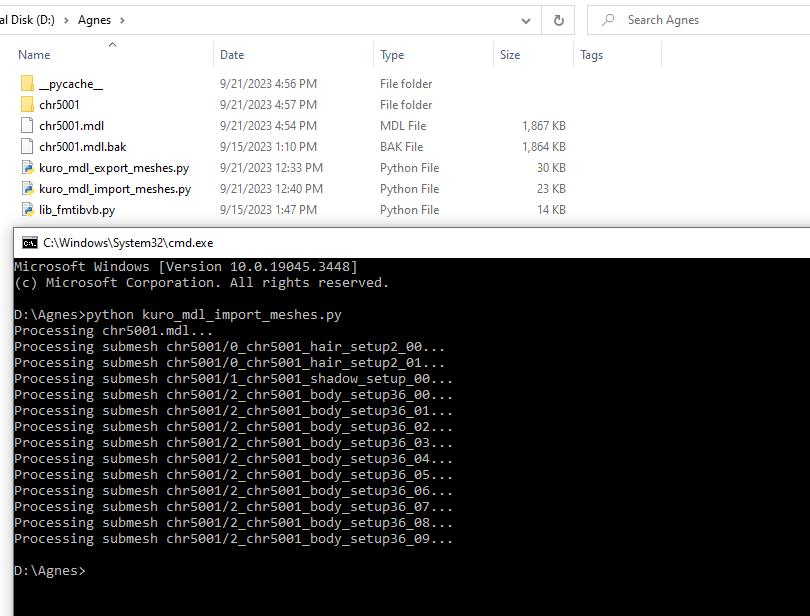 al Disk (D:) > Agnes >
Search Agnes
Name Date Type Size Tags
__pycache__ 9/21/2023 4:56 PM File folder
chr5001 9/21/2023 4:57 PM File folder
chr5001.mdl 9/21/2023 4:54 PM MDL File 1,867 KB
chr5001.mdl.bak 9/15/2023 1:10 PM BAK File 1,864 KB
kuro_mdl_export_meshes.py 9/21/2023 12:33 PM Python File 30 KB
kuro_mdl_import_meshes.py 9/21/2023 12:40 PM Python File 23 KB
lib_fmtibvb.py 9/15/2023 1:47 PM Python File 14 KB
C:\Windows\System32\cmd.exe
Microsoft Windows [Version 10.0.19045.3448]
(c) Microsoft Corporation. All rights reserved.
D:\Agnes>python kuro_mdl_import_meshes.py
Processing chr5001.mdl...
Processing submesh chr5001/0_chr5001_hair_setup2_00...
Processing submesh chr5001/0_chr5001_hair_setup2_01...
Processing submesh chr5001/1_chr5001_shadow_setup_00...
Processing submesh chr5001/2_chr5001_body_setup36_00...
Processing submesh chr5001/2_chr5001_body_setup36_01...
Processing submesh chr5001/2_chr5001_body_setup36_02...
Processing submesh chr5001/2_chr5001_body_setup36_03...
Processing submesh chr5001/2_chr5001_body_setup36_04...
Processing submesh chr5001/2_chr5001_body_setup36_05...
Processing submesh chr5001/2_chr5001_body_setup36_06...
Processing submesh chr5001/2_chr5001_body_setup36_07...
Processing submesh chr5001/2_chr5001_body_setup36_08...
Processing submesh chr5001/2_chr5001_body_setup36_09...
D:\Agnes>